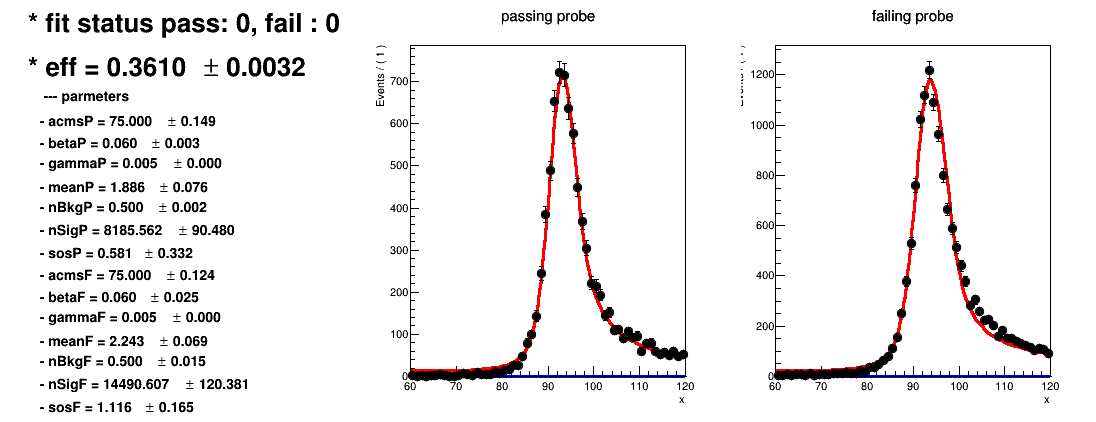 * fit status pass: 0, fail : 0
* eff = 0.3610 ± 0.0032
--- parmeters
- acmsP = 75.000 ± 0.149
- betaP = 0.060 ± 0.003
- gammaP = 0.005 ± 0.000
- meanP = 1.886 ± 0.076
- nBkgP = 0.500 ± 0.002
- nSigP = 8185.562 ± 90.480
- sosP = 0.581 ± 0.332
- acmsF = 75.000 ± 0.124
- betaF = 0.060 ± 0.025
- gammaF = 0.005 ± 0.000
- meanF = 2.243 ± 0.069
- nBkgF = 0.500 ± 0.015
- nSigF = 14490.607 ± 120.381
- sosF = 1.116 ± 0.165
passing probe
Events / ( 1 )
700
600
500
400
300
200
100
0
60 70 80 90 100 110 120
x
failing probe
1200
1000
800
600
400
200
0
60 70 80 90 100 110 120
x